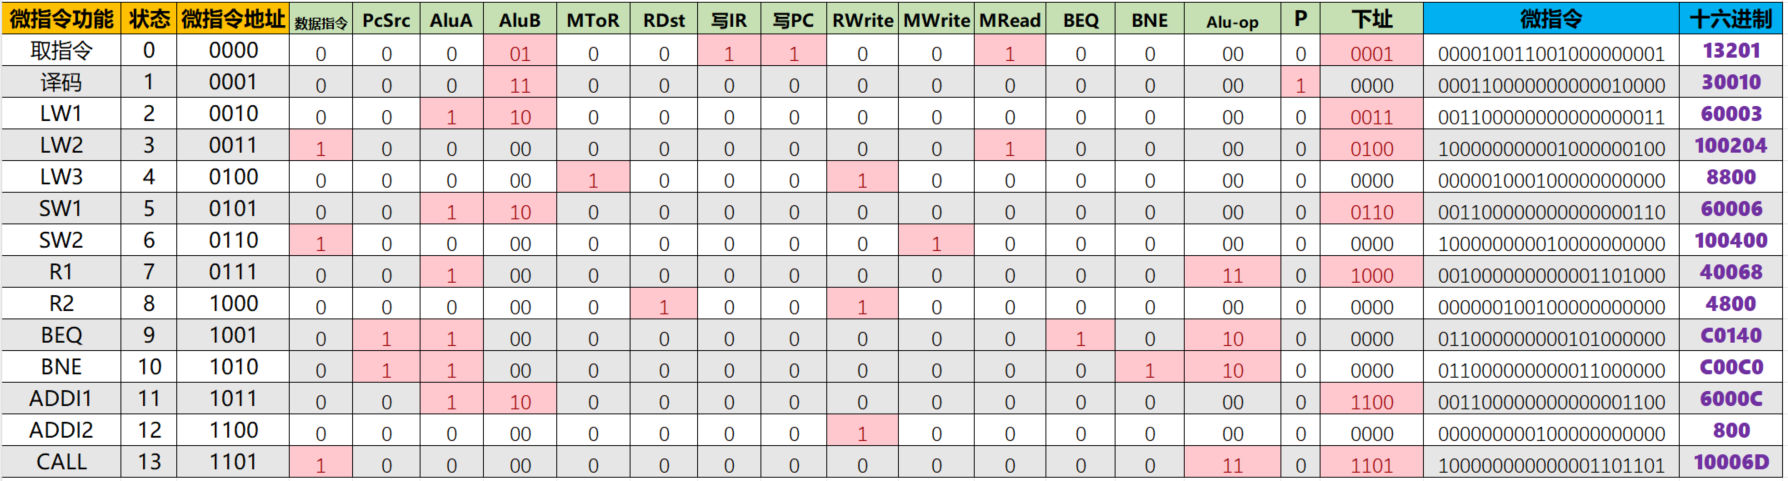 微指令功能 状态 微指令地址 数据指令 PcSrc AluA AluB MToR RDst 写IR 写PC RWrite MWrite MRead BEQ BNE Alu-op P 下址 微指令 十六进制
取指令 0 0000 0 0 0 01 0 0 1 1 0 0 1 0 0 00 0 0001 000010011001000000001 13201
译码 1 0001 0 0 0 11 0 0 0 0 0 0 0 0 0 00 1 0000 000110000000000010000 30010
LW1 2 0010 0 0 1 10 0 0 0 0 0 0 0 0 0 00 0 0011 001100000000000000011 60003
LW2 3 0011 1 0 0 00 0 0 0 0 0 0 1 0 0 00 0 0100 100000000001000000100 100204
LW3 4 0100 0 0 0 00 1 0 0 0 1 0 0 0 0 00 0 0000 000001000100000000000 8800
SW1 5 0101 0 0 1 10 0 0 0 0 0 0 0 0 0 00 0 0110 001100000000000000110 60006
SW2 6 0110 1 0 0 00 0 0 0 0 0 1 0 0 0 00 0 0000 100000000010000000000 100400
R1 7 0111 0 0 1 00 0 0 0 0 0 0 0 0 0 11 0 1000 001000000000001101000 40068
R2 8 1000 0 0 0 00 0 1 0 0 1 0 0 0 0 00 0 0000 000000100100000000000 4800
BEQ 9 1001 0 1 1 00 0 0 0 0 0 0 0 1 0 10 0 0000 011000000000101000000 C0140
BNE 10 1010 0 1 1 00 0 0 0 0 0 0 0 0 1 10 0 0000 011000000000011000000 C00C0
ADDI1 11 1011 0 0 1 10 0 0 0 0 0 0 0 0 0 00 0 1100 001100000000000001100 6000C
ADDI2 12 1100 0 0 0 00 0 0 0 0 1 0 0 0 0 00 0 0000 000000000100000000000 800
CALL 13 1101 1 0 0 00 0 0 0 0 0 0 0 0 0 11 0 1101 100000000000001101101 10006D